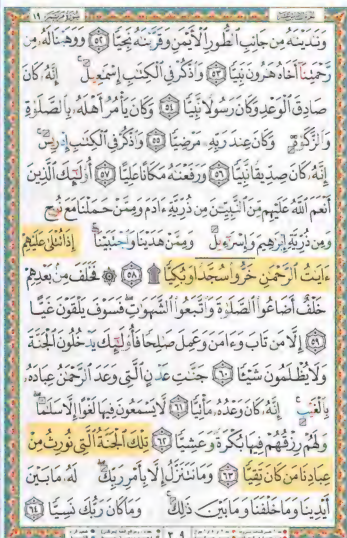 سورة مريم ١٩
وَنَٰدَيْنَٰهُ مِن جَانِبِ ٱلطُّورِ ٱلْأَيْمَنِ وَقَرَّبْنَٰهُ نَجِيًّا ۝٥٢ وَوَهَبْنَا لَهُۥ مِن
رَّحْمَتِنَآ أَخَاهُ هَٰرُونَ نَبِيًّا ۝٥٣ وَٱذْكُرْ فِى ٱلْكِتَٰبِ إِسْمَٰعِيلَ ۚ إِنَّهُۥ كَانَ
صَادِقَ ٱلْوَعْدِ وَكَانَ رَسُولًا نَّبِيًّا ۝٥٤ وَكَانَ يَأْمُرُ أَهْلَهُۥ بِٱلصَّلَوٰةِ
وَٱلزَّكَوٰةِ وَكَانَ عِندَ رَبِّهِۦ مَرْضِيًّا ۝٥٥ وَٱذْكُرْ فِى ٱلْكِتَٰبِ إِدْرِيسَ ۚ
إِنَّهُۥ كَانَ صِدِّيقًا نَّبِيًّا ۝٥٦ وَرَفَعْنَٰهُ مَكَانًا عَلِيًّا ۝٥٧ أُو۟لَٰٓئِكَ ٱلَّذِينَ
أَنْعَمَ ٱللَّهُ عَلَيْهِم مِّنَ ٱلنَّبِيِّۦنَ مِن ذُرِّيَّةِ ءَادَمَ وَمِمَّنْ حَمَلْنَا مَعَ نُوحٍ
وَمِن ذُرِّيَّةِ إِبْرَٰهِيمَ وَإِسْرَٰٓءِيلَ وَمِمَّنْ هَدَيْنَا وَٱجْتَبَيْنَآ ۚ إِذَا تُتْلَىٰ عَلَيْهِمْ
ءَايَٰتُ ٱلرَّحْمَٰنِ خَرُّوا۟ سُجَّدًا وَبُكِيًّا ۩ ۝٥٨ ۞ فَخَلَفَ مِنۢ بَعْدِهِمْ
خَلْفٌ أَضَاعُوا۟ ٱلصَّلَوٰةَ وَٱتَّبَعُوا۟ ٱلشَّهَوَٰتِ ۖ فَسَوْفَ يَلْقَوْنَ غَيًّا
۝٥٩ إِلَّا مَن تَابَ وَءَامَنَ وَعَمِلَ صَٰلِحًا فَأُو۟لَٰٓئِكَ يَدْخُلُونَ ٱلْجَنَّةَ
وَلَا يُظْلَمُونَ شَيْـًٔا ۝٦٠ جَنَّٰتِ عَدْنٍ ٱلَّتِى وَعَدَ ٱلرَّحْمَٰنُ عِبَادَهُۥ
بِٱلْغَيْبِ ۚ إِنَّهُۥ كَانَ وَعْدُهُۥ مَأْتِيًّا ۝٦١ لَّا يَسْمَعُونَ فِيهَا لَغْوًا إِلَّا سَلَٰمًا ۖ
وَلَهُمْ رِزْقُهُمْ فِيهَا بُكْرَةً وَعَشِيًّا ۝٦٢ تِلْكَ ٱلْجَنَّةُ ٱلَّتِى نُورِثُ مِنْ
عِبَادِنَا مَن كَانَ تَقِيًّا ۝٦٣ وَمَا نَتَنَزَّلُ إِلَّا بِأَمْرِ رَبِّكَ ۖ لَهُۥ مَا بَيْنَ
أَيْدِينَا وَمَا خَلْفَنَا وَمَا بَيْنَ ذَٰلِكَ ۚ وَمَا كَانَ رَبُّكَ نَسِيًّا ۝٦٤
٣٠٩